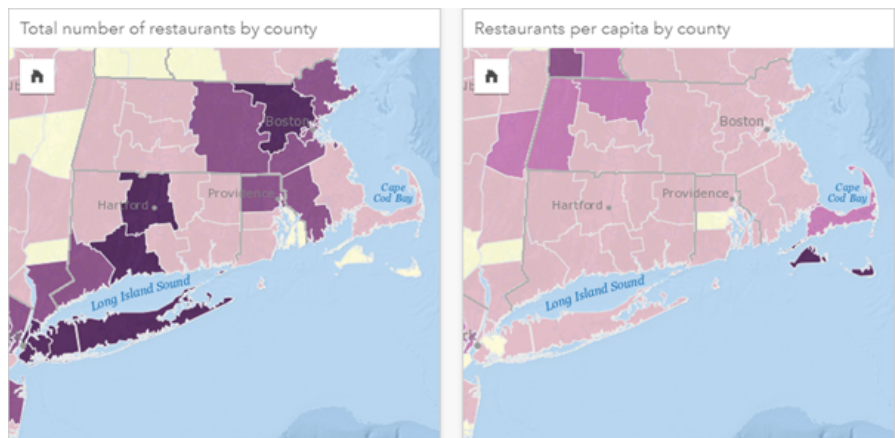 Total number of restaurants by county
Boston
Providence
Hartford
Cape
Cod Bay
Long Island Sound
Restaurants per capita by county
Boston
Providence
Hartford
Cape
Cod Bay
Long Island Sound